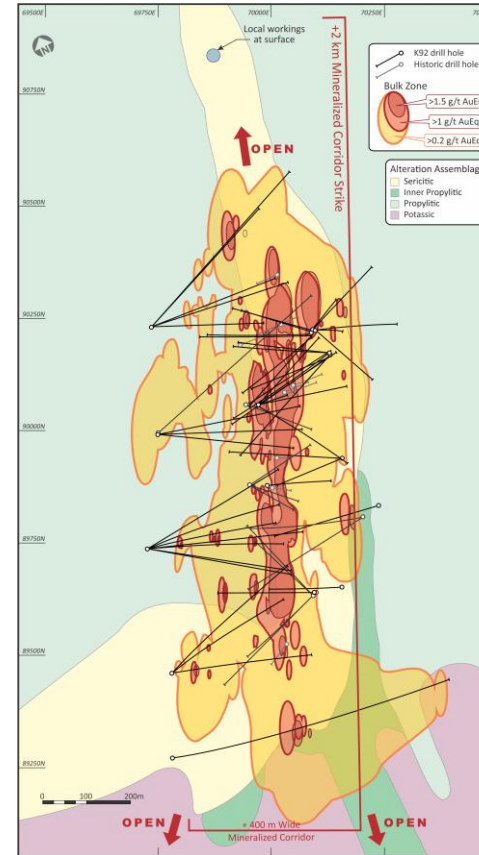 69500E
69750E
70000E
70250E
Local workings
at surface
N
+2 km Mineralized Corridor Strike
K92 drill hole
Historic drill hole
Bulk Zone
>1.5 g/t AuEq
>1 g/t AuEq
>0.2 g/t AuEq
Alteration Assemblag
Sericitic
Inner Propylitic
Propylitic
Potassic
OPEN
90750N
90500N
90250N
90000N
89750N
89500N
85250N
0
100
200m
OPEN
+ 400 m Wide
Mineralized Corridor
OPEN